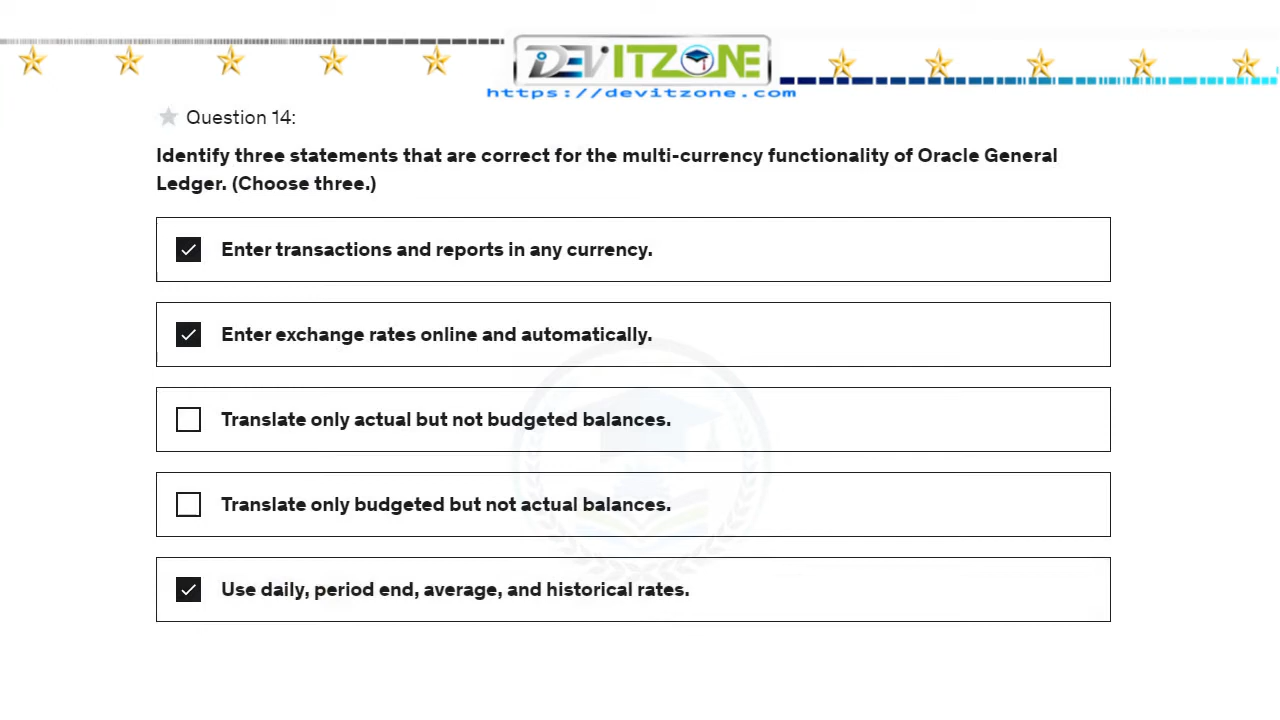 DEVITZONE
https://devitzone.com
Question 14:
Identify three statements that are correct for the multi-currency functionality of Oracle General
Ledger. (Choose three.)
Enter transactions and reports in any currency.
Enter exchange rates online and automatically.
Translate only actual but not budgeted balances.
Translate only budgeted but not actual balances.
Use daily, period end, average, and historical rates.